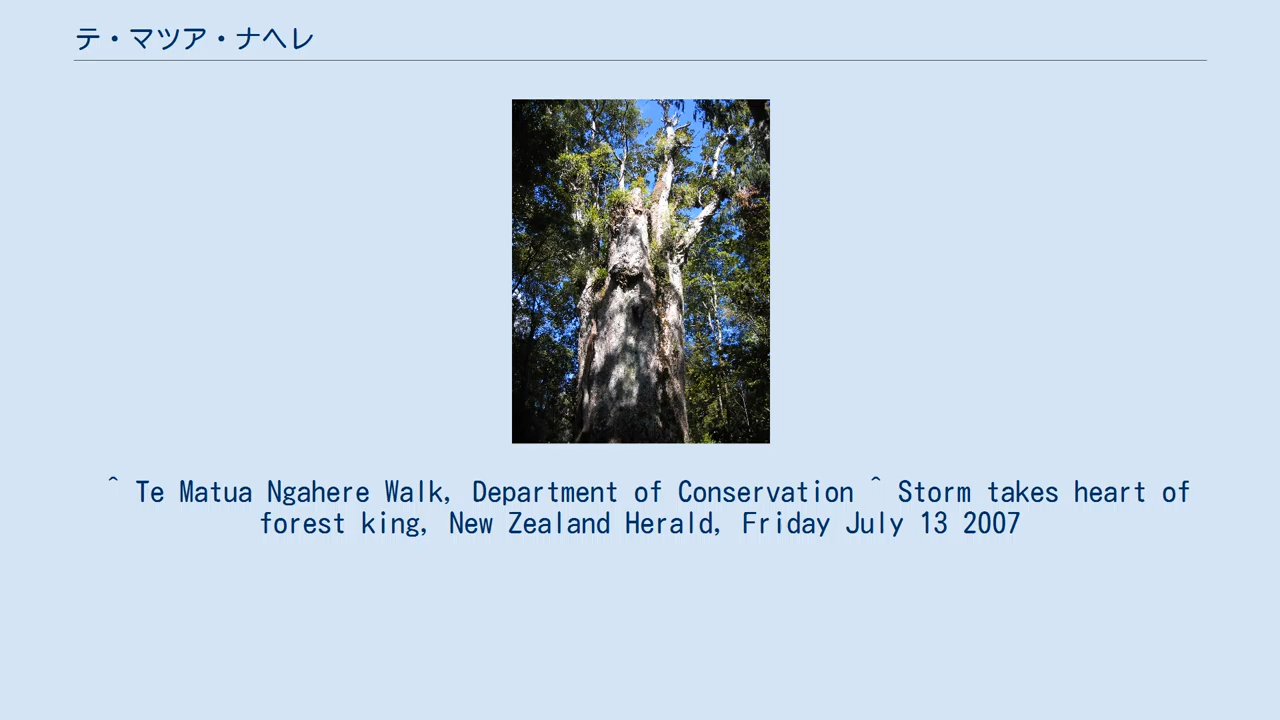 テ・マツア・ナヘレ
^ Te Matua Ngahere Walk, Department of Conservation ^ Storm takes heart of
forest king, New Zealand Herald, Friday July 13 2007